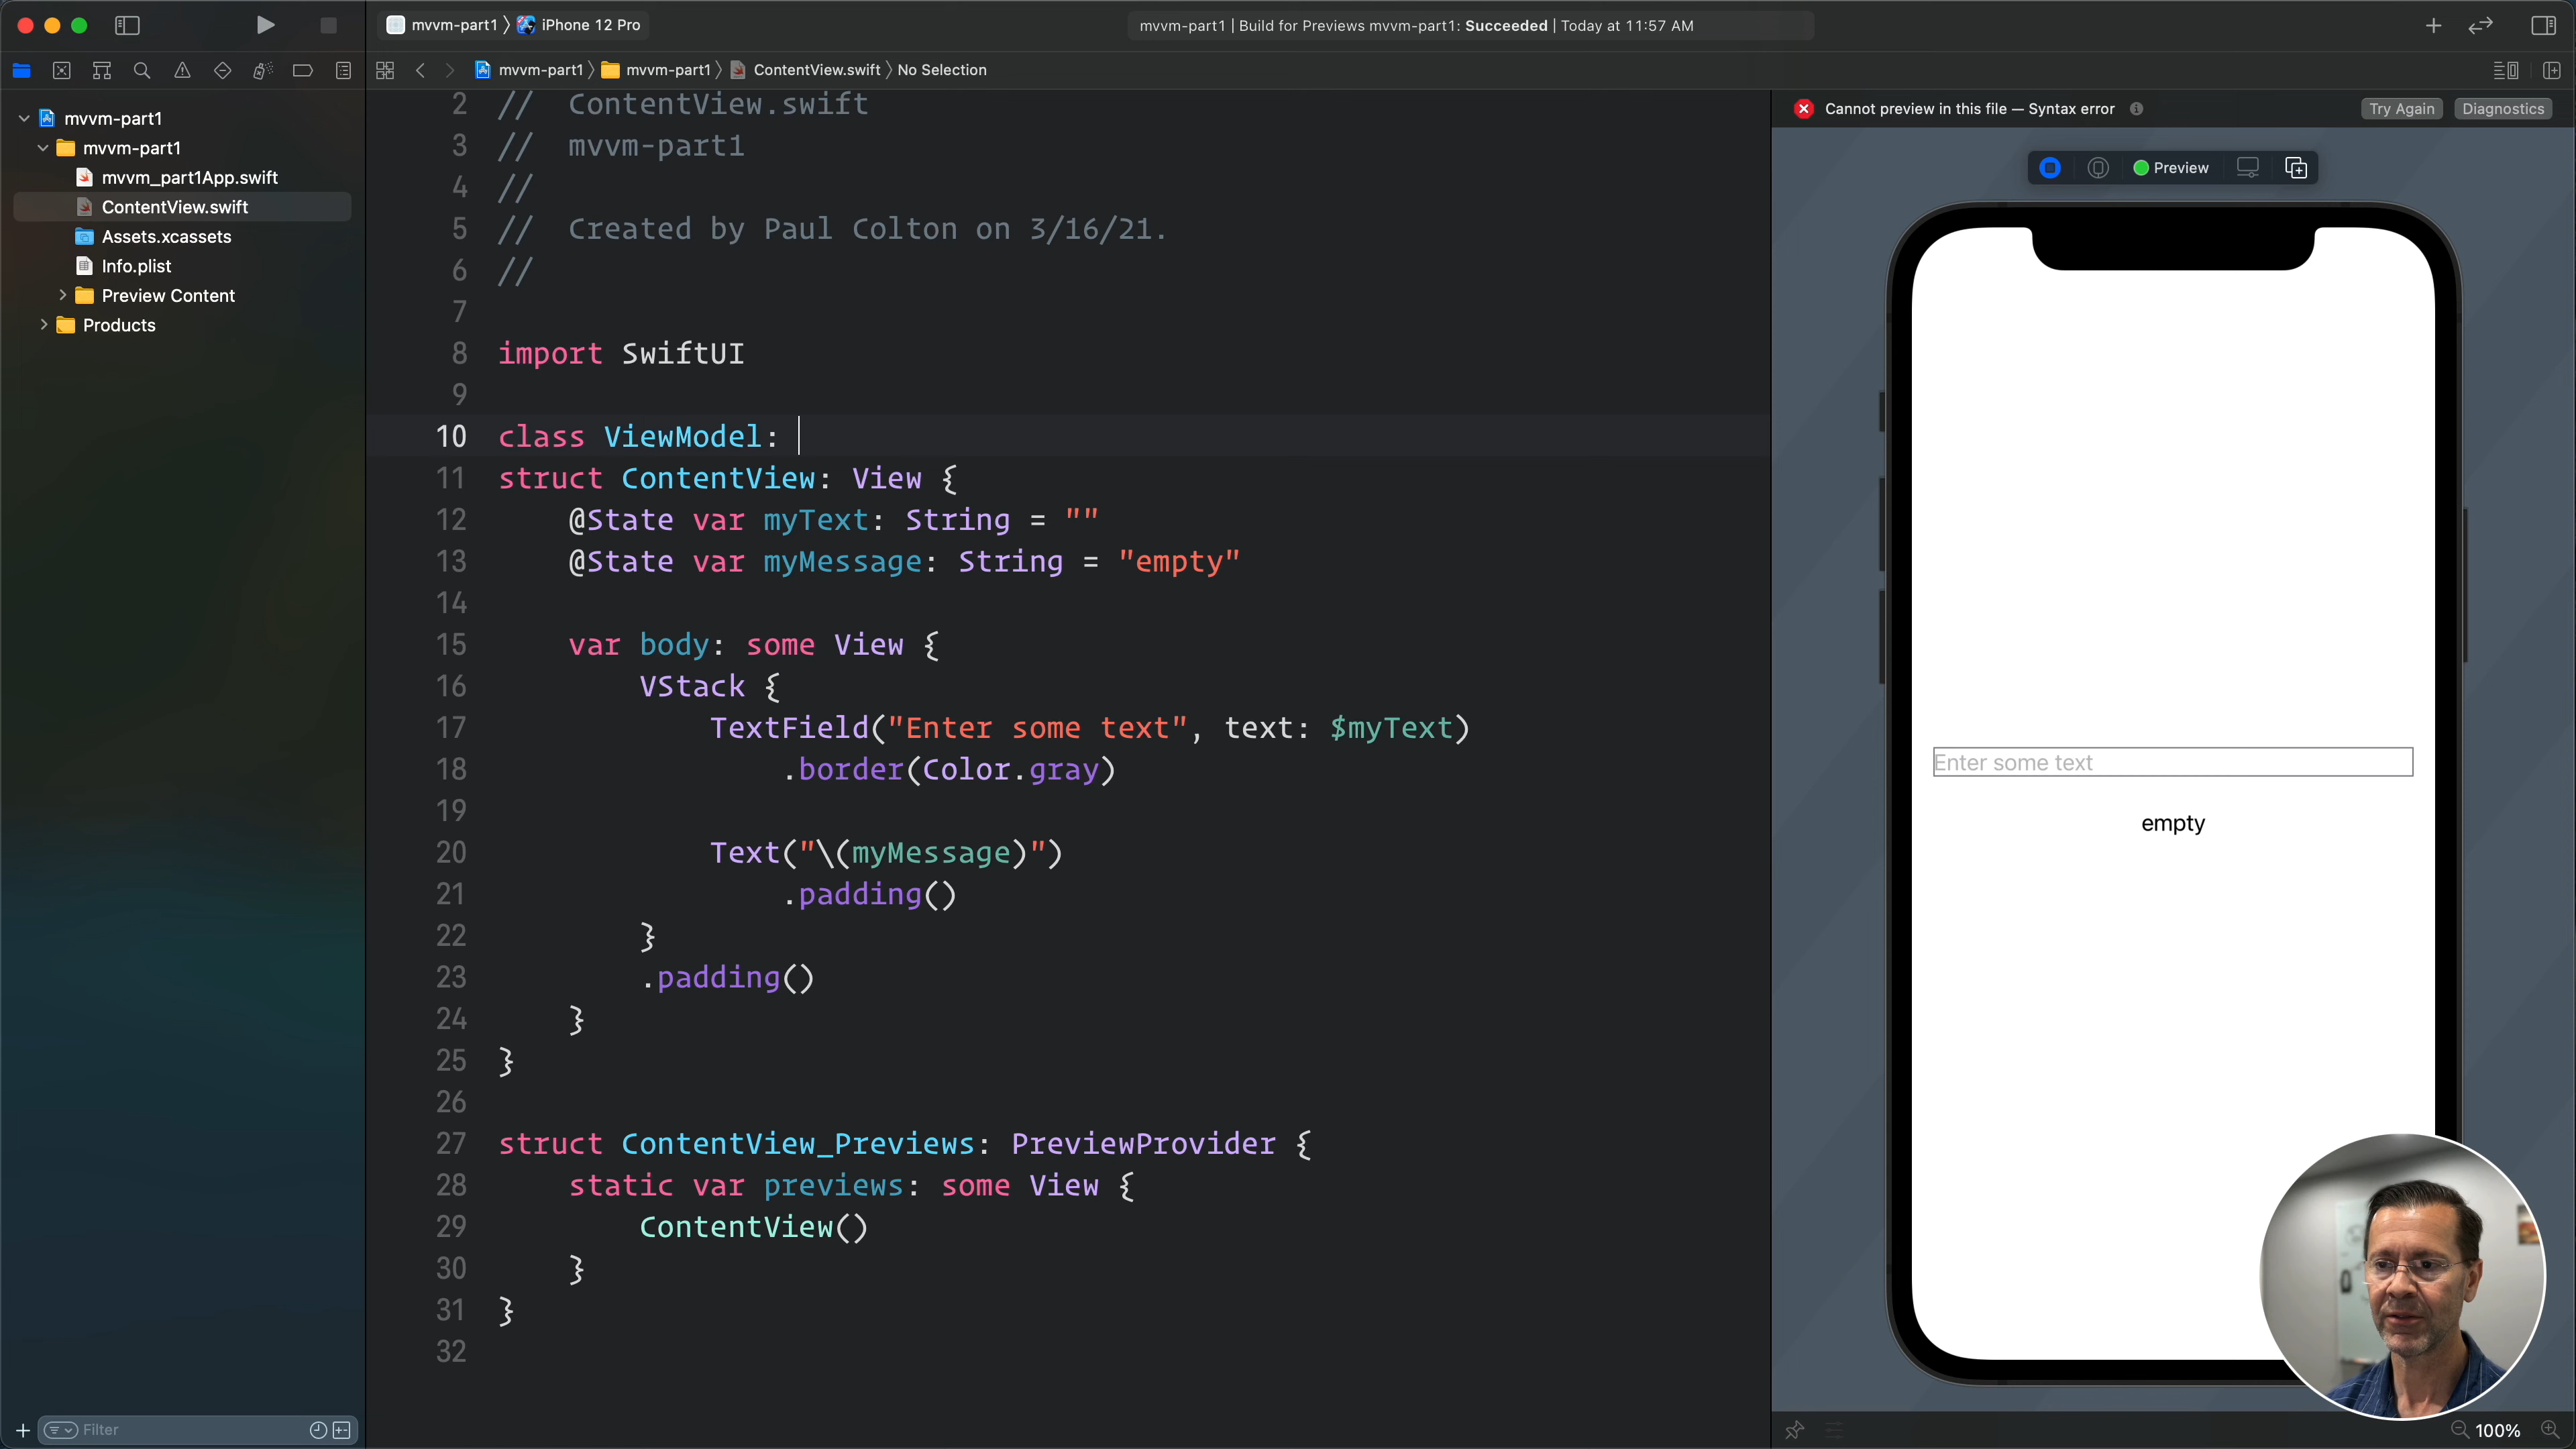 mvvm-part1 〉 iPhone 12 Pro
mvvm-part1 | Build for Previews mvvm-part1: Succeeded | Today at 11:57 AM
mvvm-part1 〉 mvvm-part1 〉 ContentView.swift 〉 No Selection
mvvm-part1
mvvm-part1
mvvm_part1App.swift
ContentView.swift
Assets.xcassets
Info.plist
Preview Content
Products
Filter
2 //  ContentView.swift
3 //  mvvm-part1
4 //
5 //  Created by Paul Colton on 3/16/21.
6 //
7
8 import SwiftUI
9
10 class ViewModel:
11 struct ContentView: View {
12     @State var myText: String = ""
13     @State var myMessage: String = "empty"
14
15     var body: some View {
16         VStack {
17             TextField("Enter some text", text: $myText)
18                 .border(Color.gray)
19
20             Text("\(myMessage)")
21                 .padding()
22         }
23         .padding()
24     }
25 }
26
27 struct ContentView_Previews: PreviewProvider {
28     static var previews: some View {
29         ContentView()
30     }
31 }
32
Cannot preview in this file — Syntax error
Try Again
Diagnostics
Preview
Enter some text
empty
100%